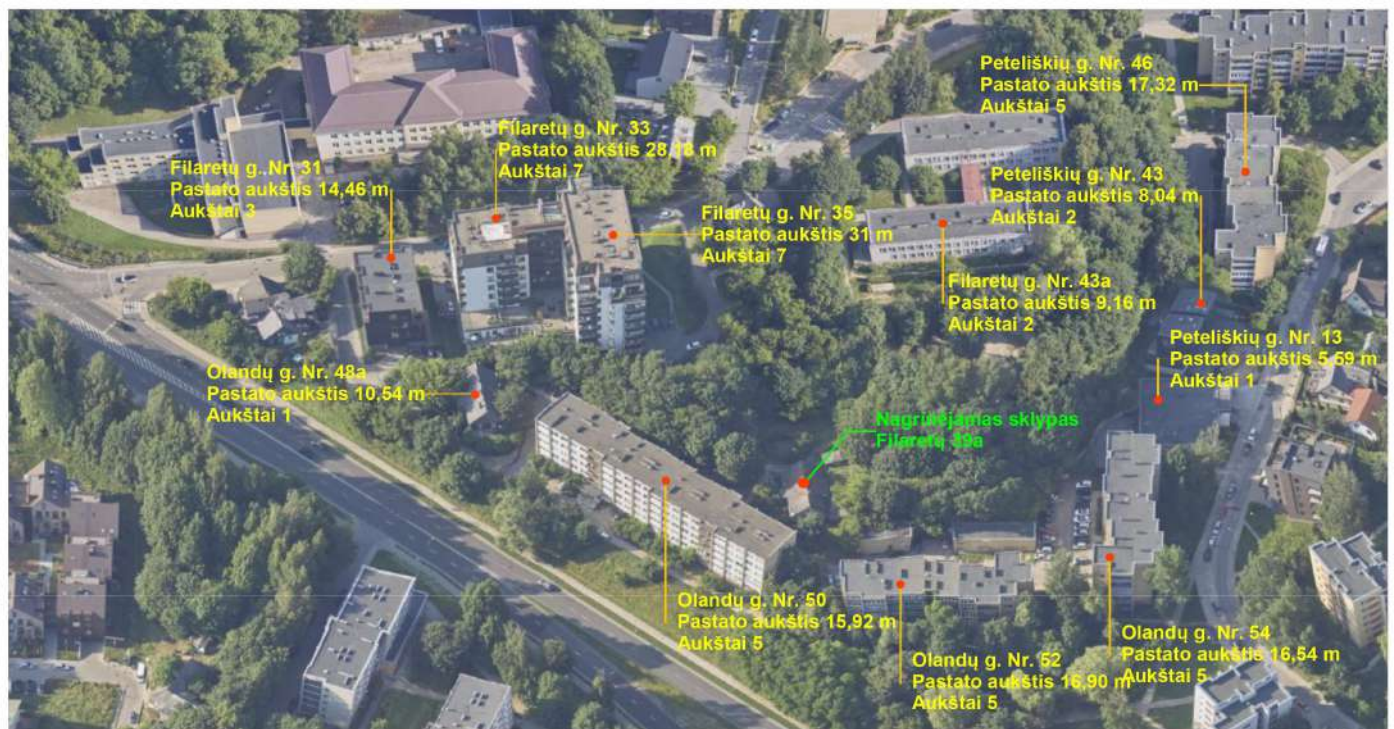 Peteliškių g. Nr. 46
Pastato aukštis 17,32 m
Aukštai 5
Filaretų g. Nr. 33
Pastato aukštis 28,18 m
Aukštai 7
Filaretų g..Nr. 31
Pastato aukštis 14,46 m
Aukštai 3
Peteliškių g. Nr. 43
Pastato aukštis 8,04 m
Aukštai 2
Filaretų g. Nr. 35
Pastato aukštis 31 m
Aukštai 7
Filaretų g. Nr. 43a
Pastato aukštis 9,16 m
Aukštai 2
Peteliškių g. Nr. 13
Pastato aukštis 5,59 m
Aukštai 1
Olandų g. Nr. 48a
Pastato aukštis 10,54 m
Aukštai 1
Nagrinėjamas sklypas
Filaretų 39a
Olandų g. Nr. 50
Pastato aukštis 15,92 m
Aukštai 5
Olandų g. Nr. 54
Pastato aukštis 16,54 m
Aukštai 5
Olandų g. Nr. 52
Pastato aukštis 16,90 m
Aukštai 5